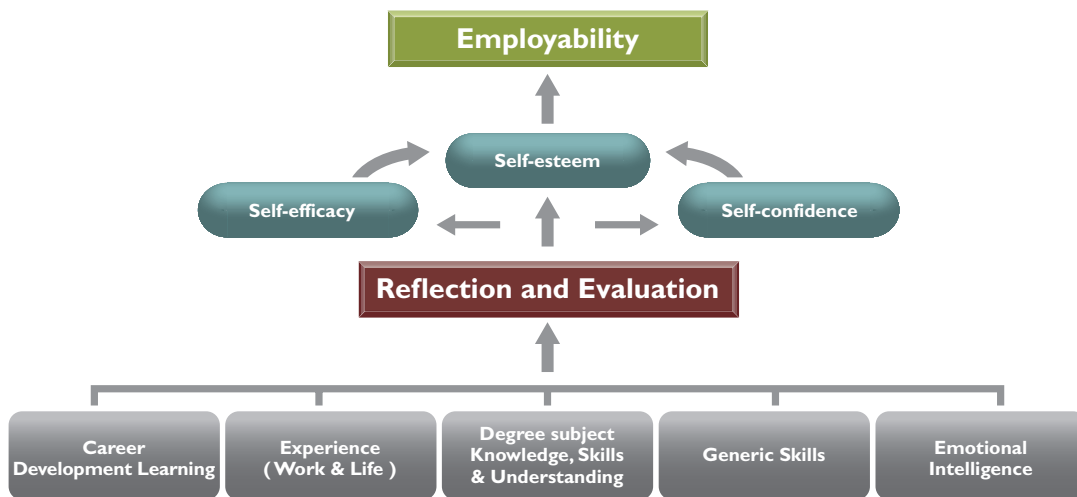 Employability
Self-esteem
Self-efficacy
Self-confidence
Reflection and Evaluation
Career
Development Learning
Experience
( Work & Life )
Degree subject
Knowledge, Skills
& Understanding
Generic Skills
Emotional
Intelligence